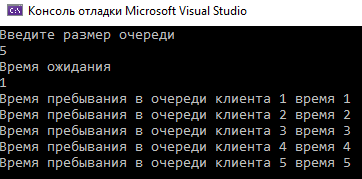 Консоль отладки Microsoft Visual Studio
Введите размер очереди
5
Время ожидания
1
Время пребывания в очереди клиента 1 время 1
Время пребывания в очереди клиента 2 время 2
Время пребывания в очереди клиента 3 время 3
Время пребывания в очереди клиента 4 время 4
Время пребывания в очереди клиента 5 время 5